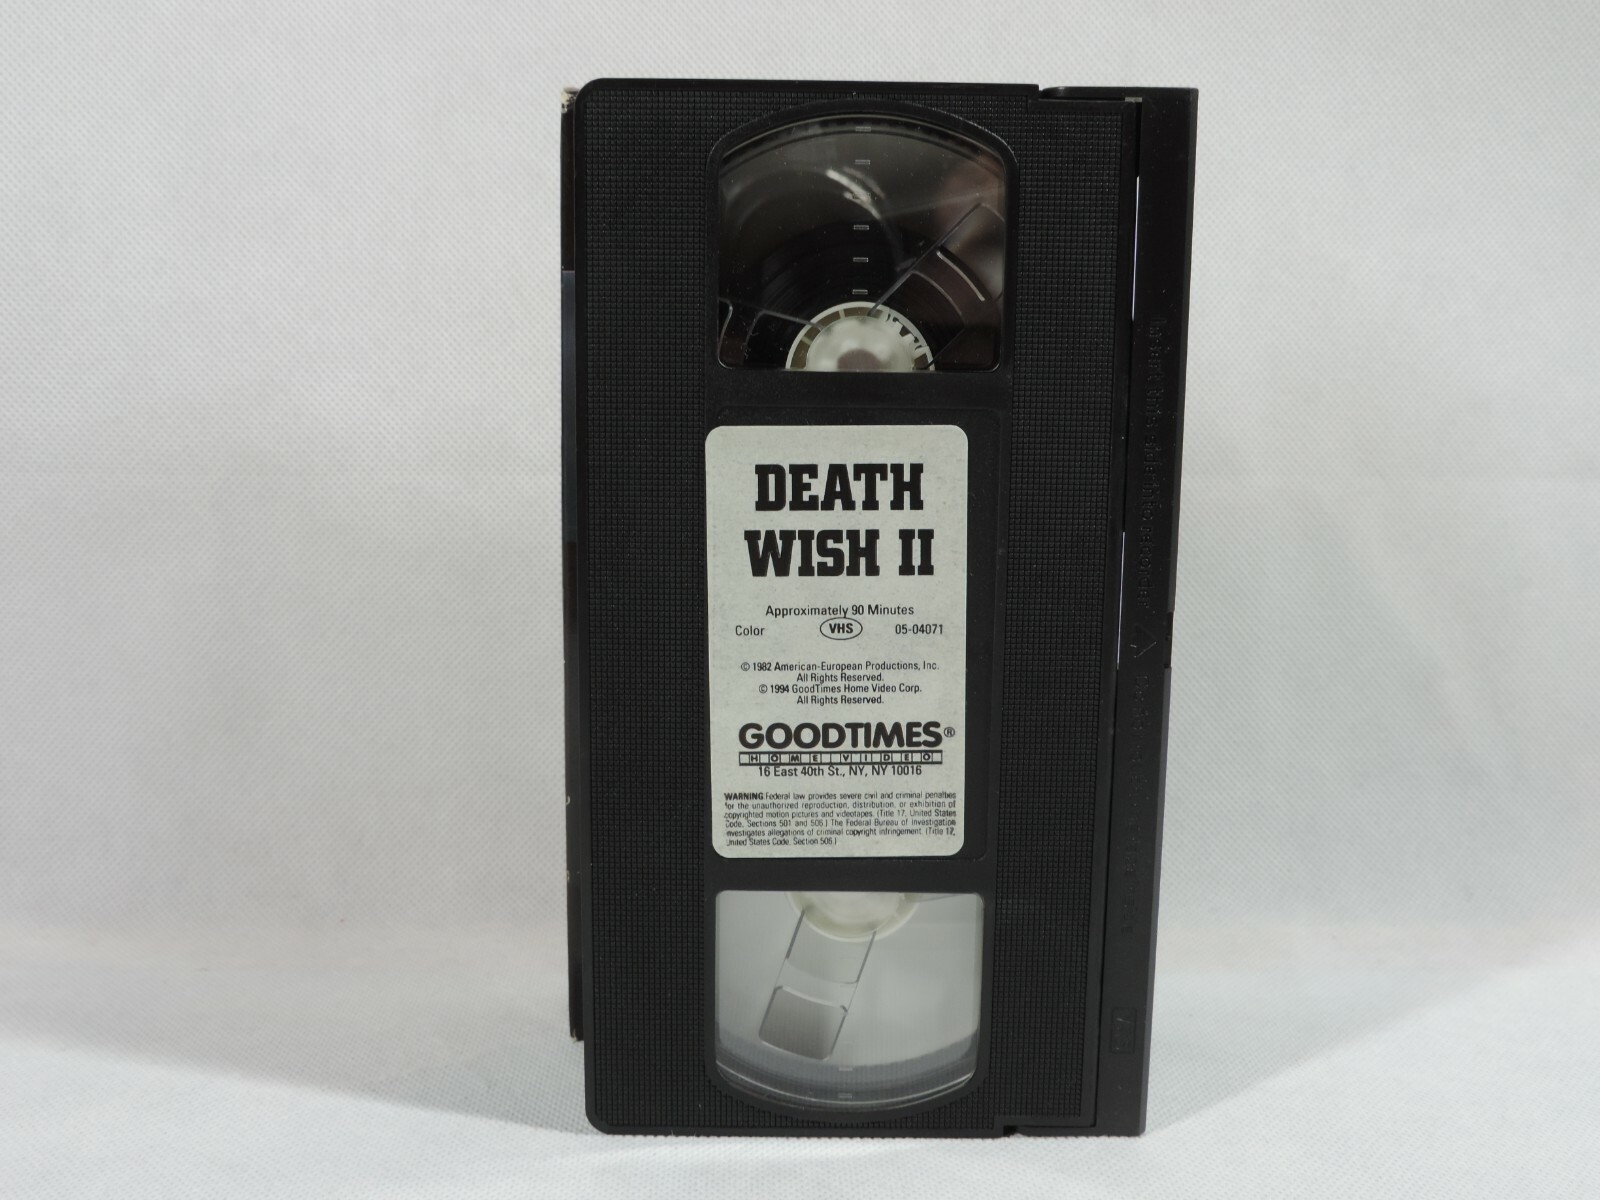 DEATH
WISH II
Approximately 90 Minutes
Color VHS 05-04071
© 1982 American-European Productions, Inc.
All Rights Reserved.
© 1994 GoodTimes Home Video Corp.
All Rights Reserved.
GOODTIMES®
HOME VIDEO
16 East 40th St., NY, NY 10016
WARNING Federal law provides severe civil and criminal penalties
for the unauthorized reproduction, distribution, or exhibition of
copyrighted motion pictures and videotapes. (Title 17, United States
Code, Sections 501 and 506.) The Federal Bureau of Investigation
investigates allegations of criminal copyright infringement. (Title 17,
United States Code, Section 506.)